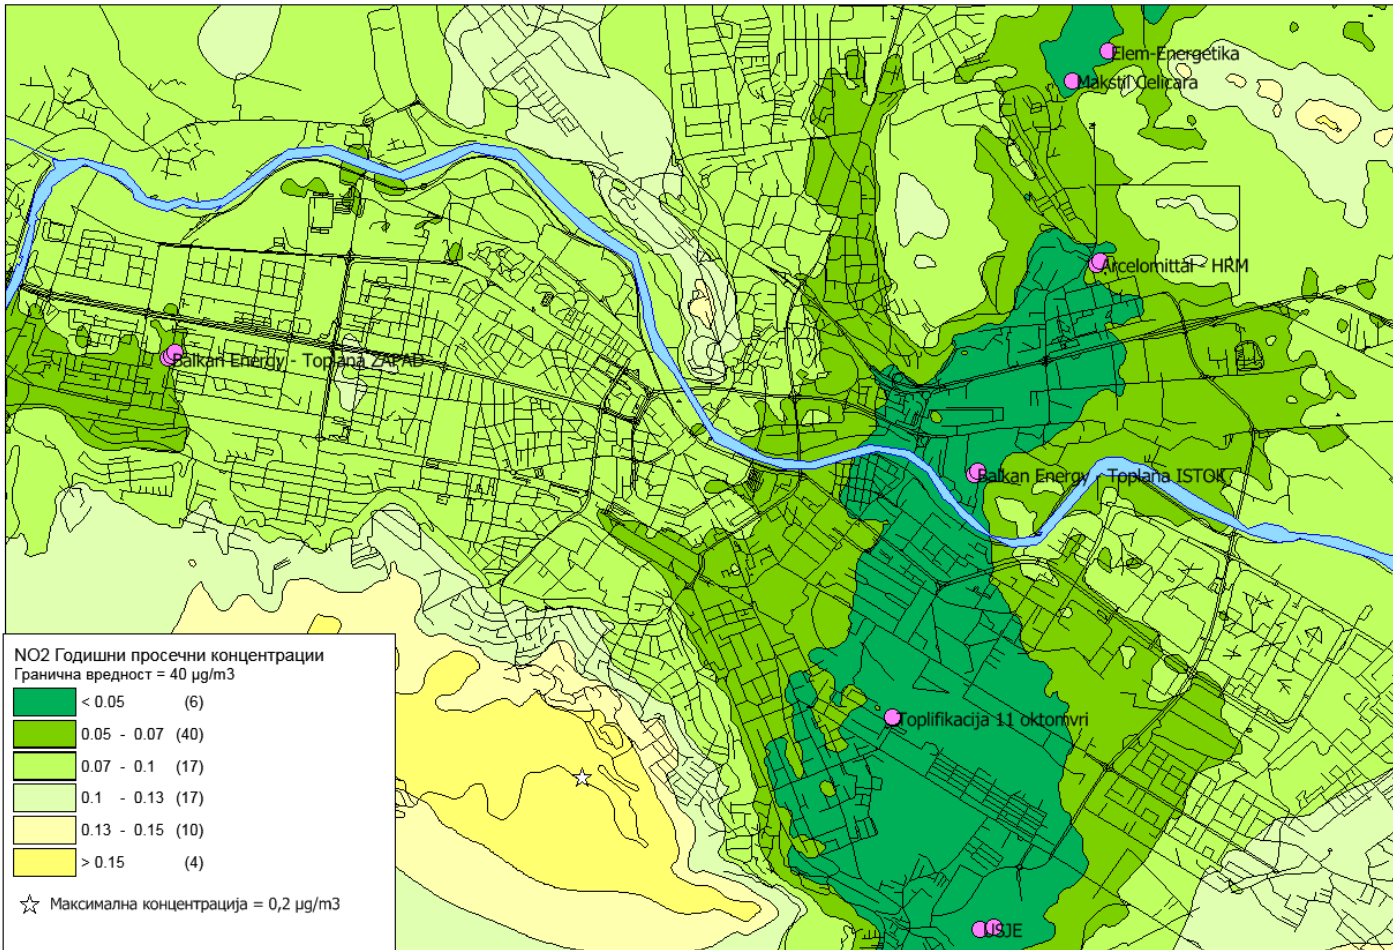 Elem-Energetika
Makstil Celicara
Arcelomittal - HRM
Balkan Energy - Toplana ZAPAD
Balkan Energy - Toplana ISTOK
Toplifikacija 11 oktomvri
USJE
NO2 Годишни просечни концентрации
Гранична вредност = 40 µg/m3
< 0.05 (6)
0.05 - 0.07 (40)
0.07 - 0.1 (17)
0.1 - 0.13 (17)
0.13 - 0.15 (10)
> 0.15 (4)
Максимална концентрација = 0,2 µg/m3